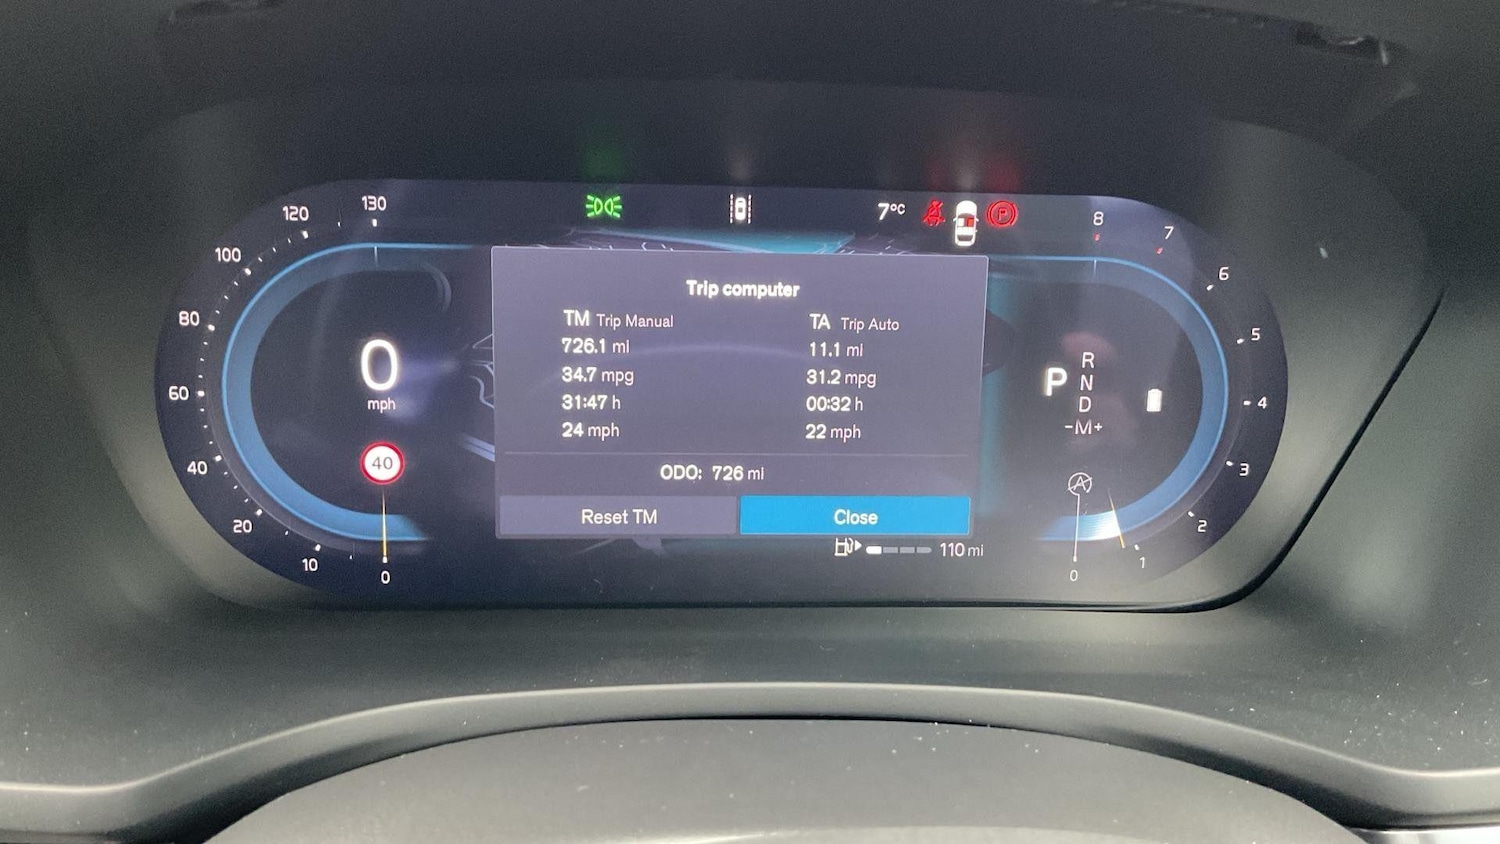 120
130
100
80
60
40
20
10
0
0
mph
40
7°C
P
Trip computer
TM Trip Manual
726.1 mi
34.7 mpg
31:47 h
24 mph
TA Trip Auto
11.1 mi
31.2 mpg
00:32 h
22 mph
ODO: 726 mi
Reset TM
Close
110 mi
P
R
N
D
-M+
A
8
7
6
5
4
3
2
1
0